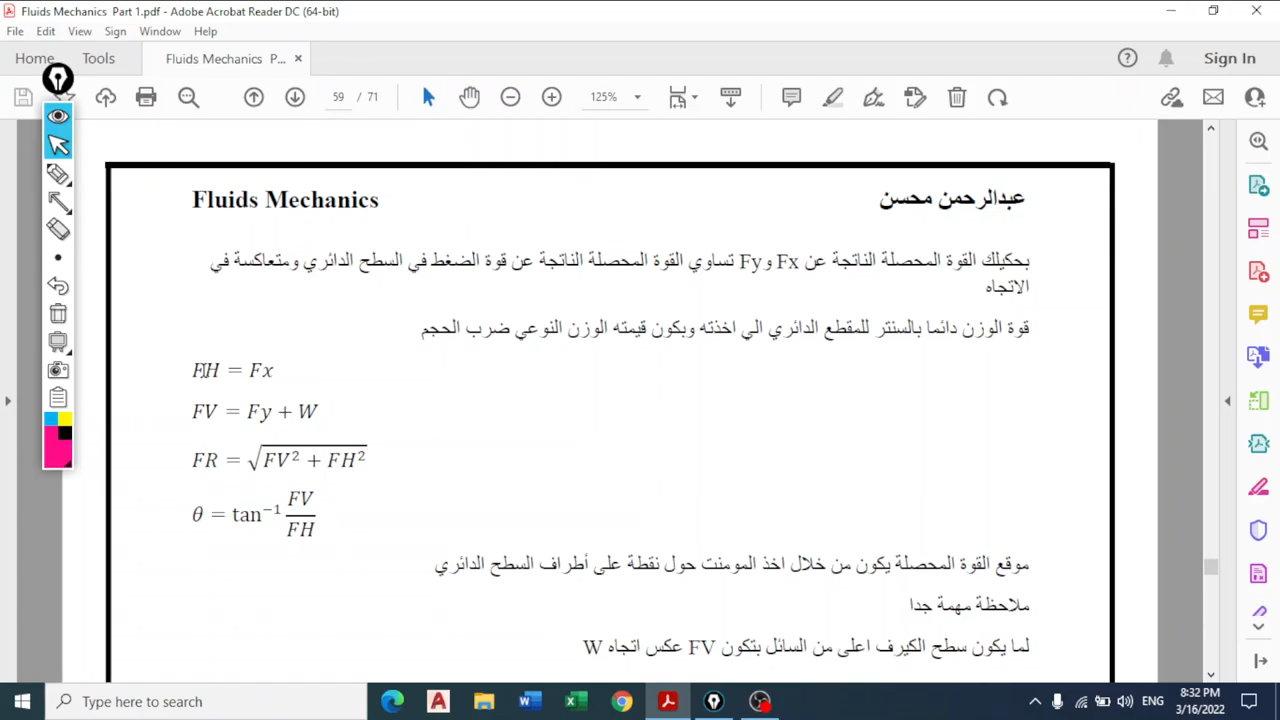 Fluids Mechanics Part 1.pdf - Adobe Acrobat Reader DC (64-bit)
File Edit View Sign Window Help
Home Tools Fluids Mechanics P... Sign In
59 / 71 125%
Fluids Mechanics عبدالرحمن محسن
بحكيلك القوة المحصلة الناتجة عن Fx وFy تساوي القوة المحصلة الناتجة عن قوة الضغط في السطح الدائري ومتعاكسة في
الاتجاه
قوة الوزن دائما بالسنتر للمقطع الدائري الي اخذته وبكون قيمته الوزن النوعي ضرب الحجم
FH = Fx
FV = Fy + W
FR = √FV² + FH²
θ = tan⁻¹ FV/FH
موقع القوة المحصلة يكون من خلال اخذ المومنت حول نقطة على أطراف السطح الدائري
ملاحظة مهمة جدا
لما يكون سطح الكيرف اعلى من السائل بتكون FV عكس اتجاه W
Type here to search
ENG
8:32 PM
3/16/2022